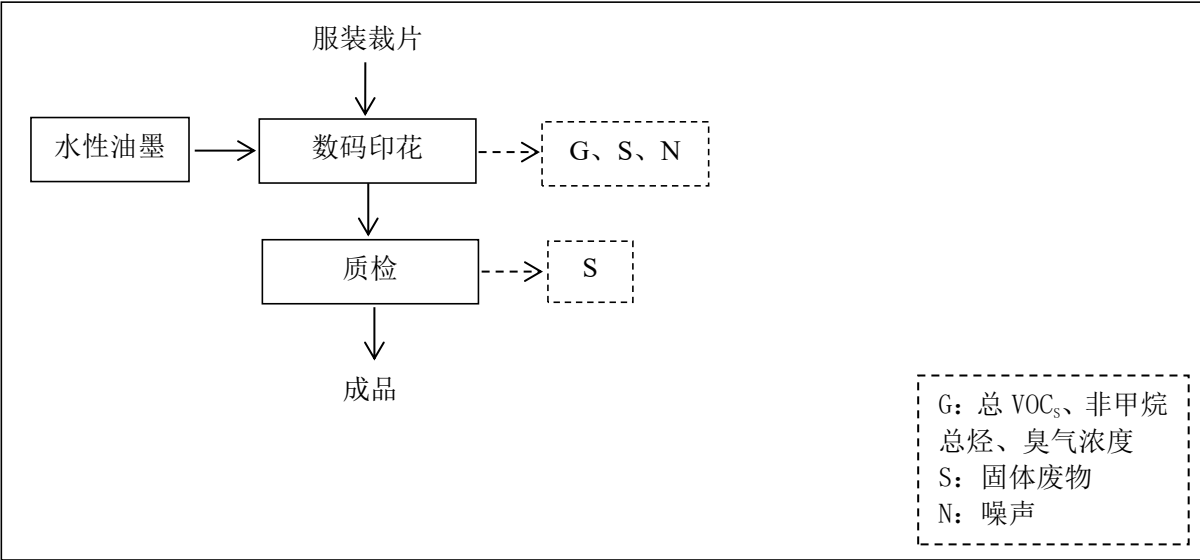 服装裁片
水性油墨
数码印花
G、S、N
质检
S
成品
G：总 VOCs、非甲烷
总烃、臭气浓度
S：固体废物
N：噪声